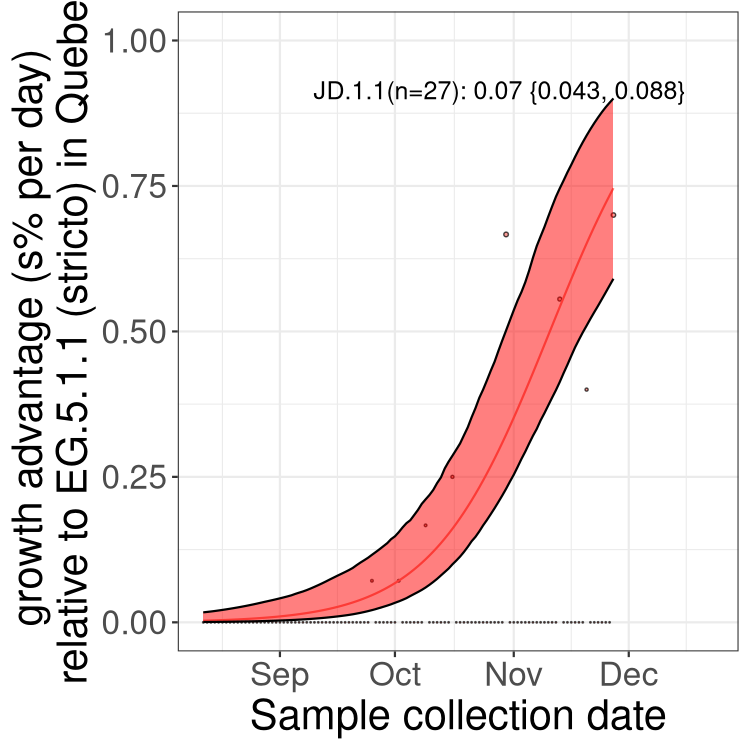 growth advantage (s% per day)
relative to EG.5.1.1 (stricto) in Quebe
1.00
0.75
0.50
0.25
0.00
JD.1.1(n=27): 0.07 {0.043, 0.088}
Sep Oct Nov Dec
Sample collection date